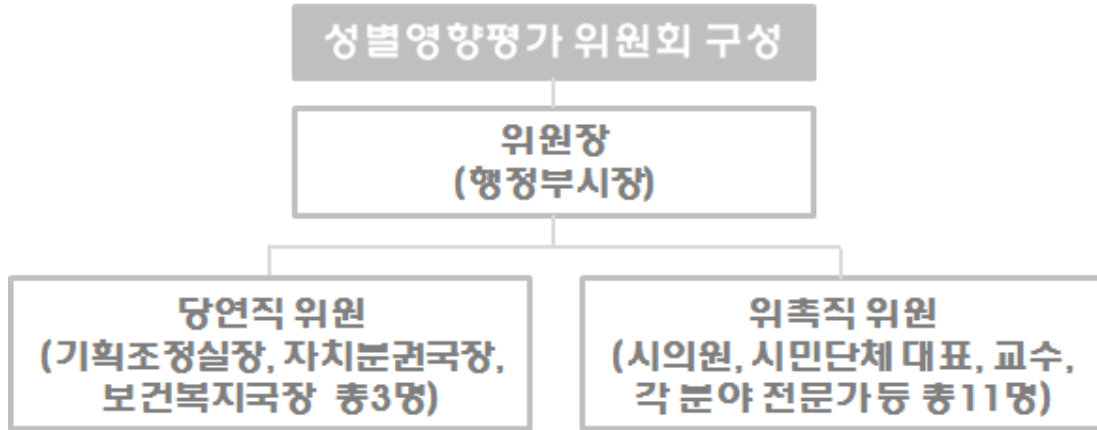 성별영향평가 위원회 구성
위원장
(행정부시장)
당연직 위원
(기획조정실장, 자치분권국장,
보건복지국장 총3명)
위촉직 위원
(시의원, 시민단체 대표, 교수,
각 분야 전문가 등 총11명)